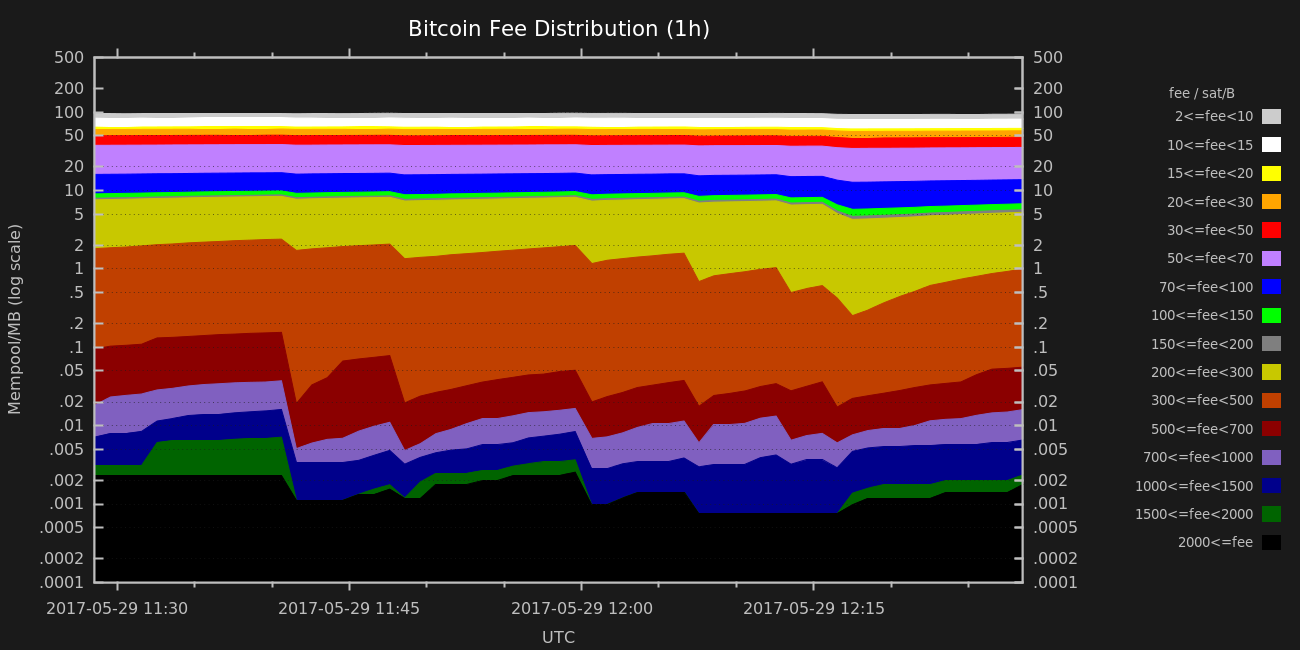 Bitcoin Fee Distribution (1h)
Mempool/MB (log scale)
500
200
100
50
20
10
5
2
1
.5
.2
.1
.05
.02
.01
.005
.002
.001
.0005
.0002
.0001
500
200
100
50
20
10
5
2
1
.5
.2
.1
.05
.02
.01
.005
.002
.001
.0005
.0002
.0001
2017-05-29 11:30 2017-05-29 11:45 2017-05-29 12:00 2017-05-29 12:15
UTC
fee / sat/B
2<=fee<10
10<=fee<15
15<=fee<20
20<=fee<30
30<=fee<50
50<=fee<70
70<=fee<100
100<=fee<150
150<=fee<200
200<=fee<300
300<=fee<500
500<=fee<700
700<=fee<1000
1000<=fee<1500
1500<=fee<2000
2000<=fee